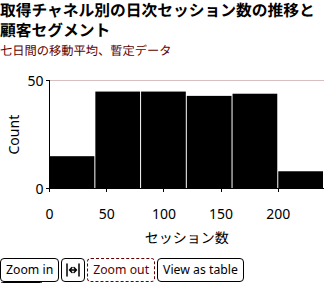 取得チャネル別の日次セッション数の推移と
顧客セグメント
七日間の移動平均、暫定データ
50
Count
0
0 50 100 150 200
セッション数
Zoom in Zoom out View as table